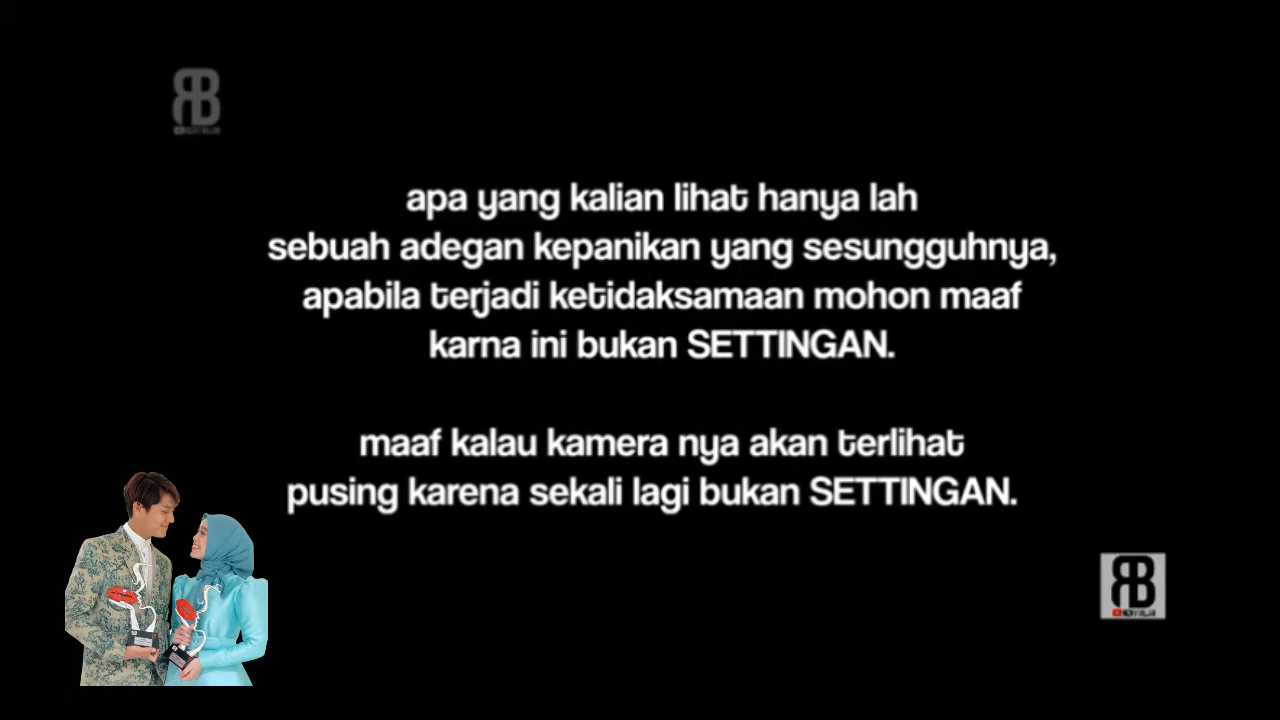 apa yang kalian lihat hanya lah
sebuah adegan kepanikan yang sesungguhnya,
apabila terjadi ketidaksamaan mohon maaf
karna ini bukan SETTINGAN.
maaf kalau kamera nya akan terlihat
pusing karena sekali lagi bukan SETTINGAN.